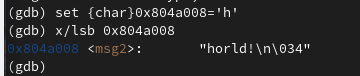 (gdb) set {char}0x804a008='h'
(gdb) x/lsb 0x804a008
0x804a008 <msg2>: "horld!\n\034"
(gdb)